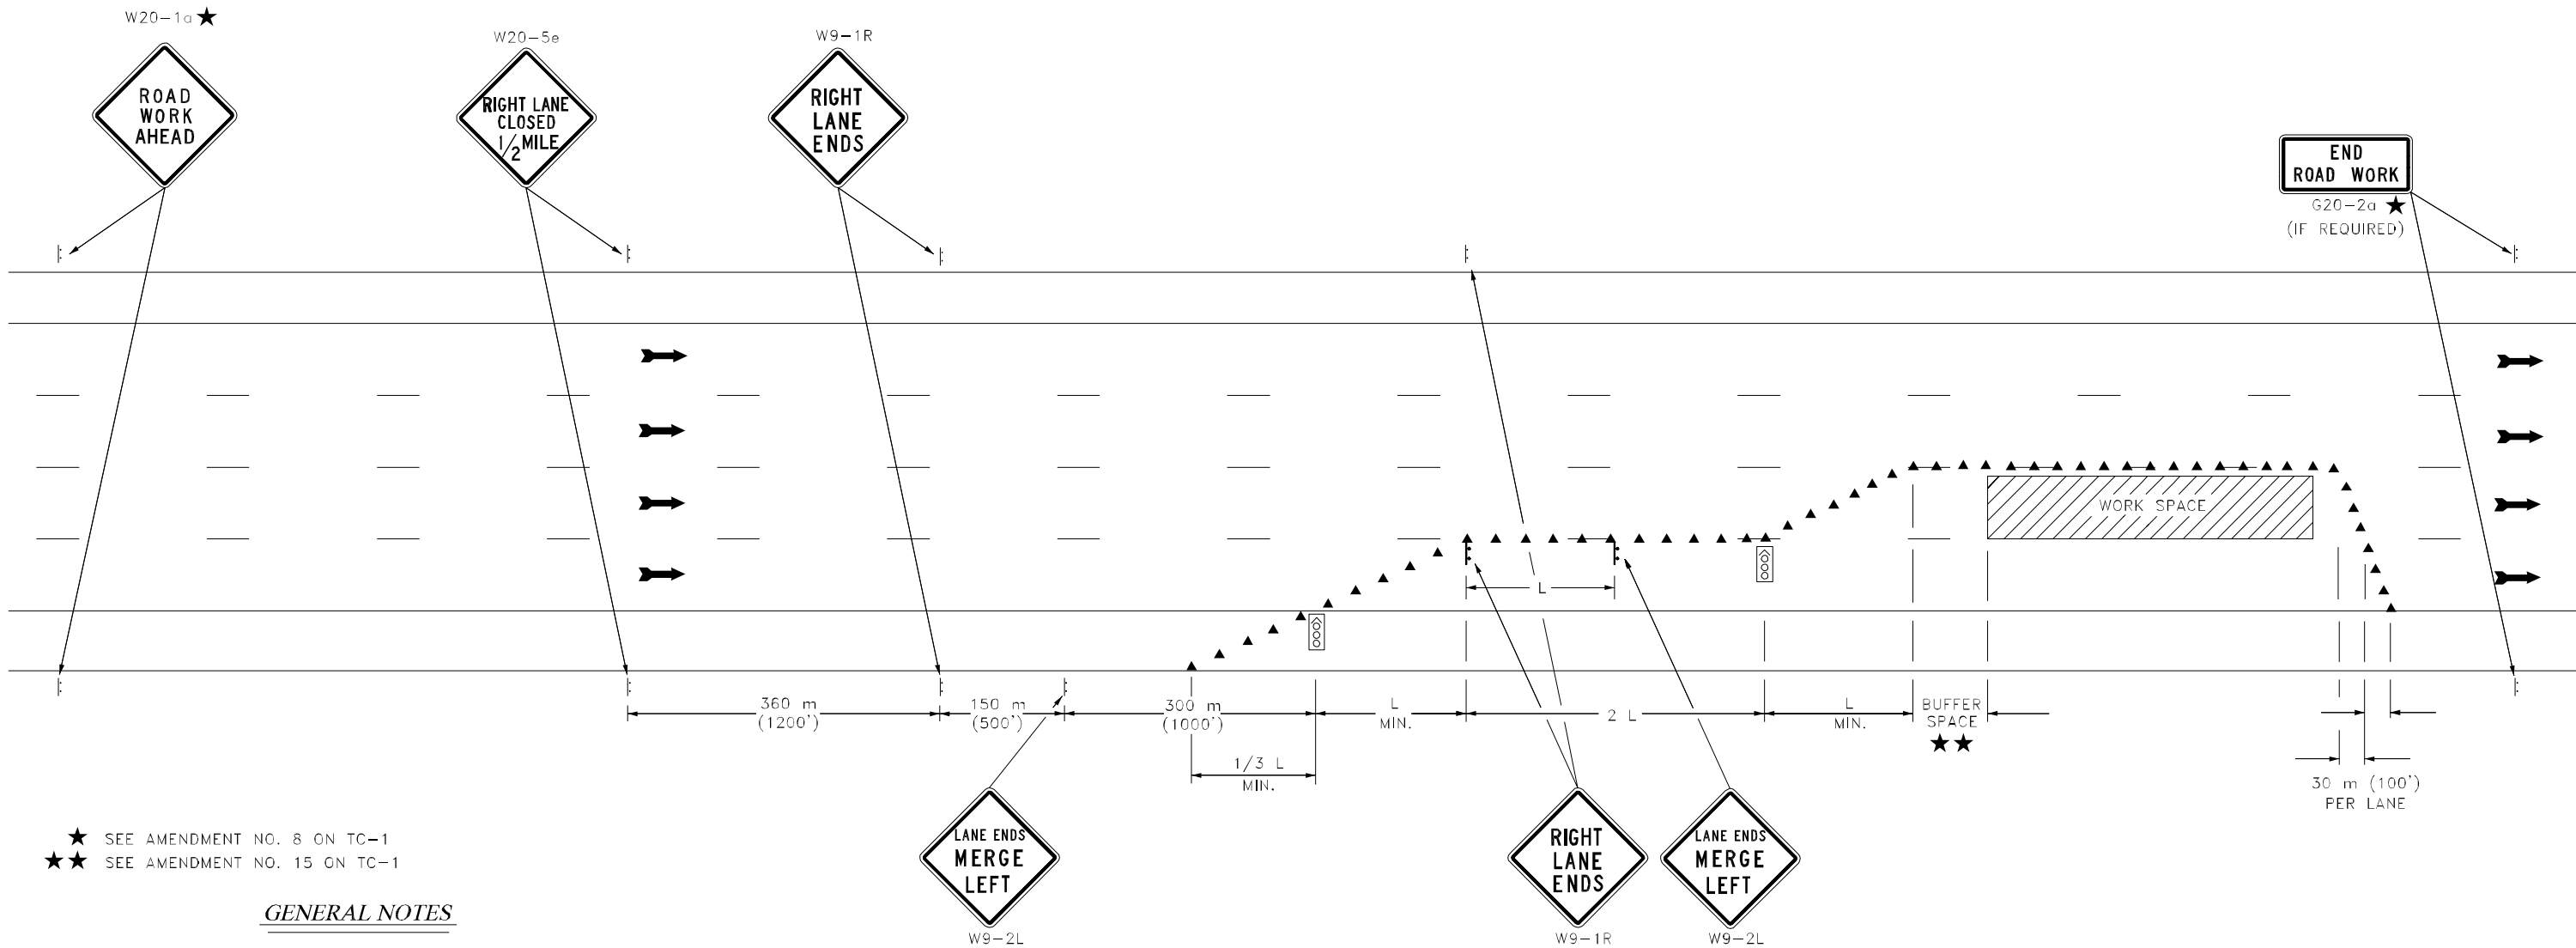 W20-1a ★
ROAD
WORK
AHEAD
W20-5e
RIGHT LANE
CLOSED
1/2 MILE
W9-1R
RIGHT
LANE
ENDS
END
ROAD WORK
G20-2a ★
(IF REQUIRED)
WORK SPACE
L
360 m
(1200')
150 m
(500')
300 m
(1000')
L
MIN.
2 L
L
MIN.
BUFFER
SPACE
★★
1/3 L
MIN.
30 m (100')
PER LANE
LANE ENDS
MERGE
LEFT
W9-2L
RIGHT
LANE
ENDS
W9-1R
LANE ENDS
MERGE
LEFT
W9-2L
★ SEE AMENDMENT NO. 8 ON TC-1
★★ SEE AMENDMENT NO. 15 ON TC-1
GENERAL NOTES